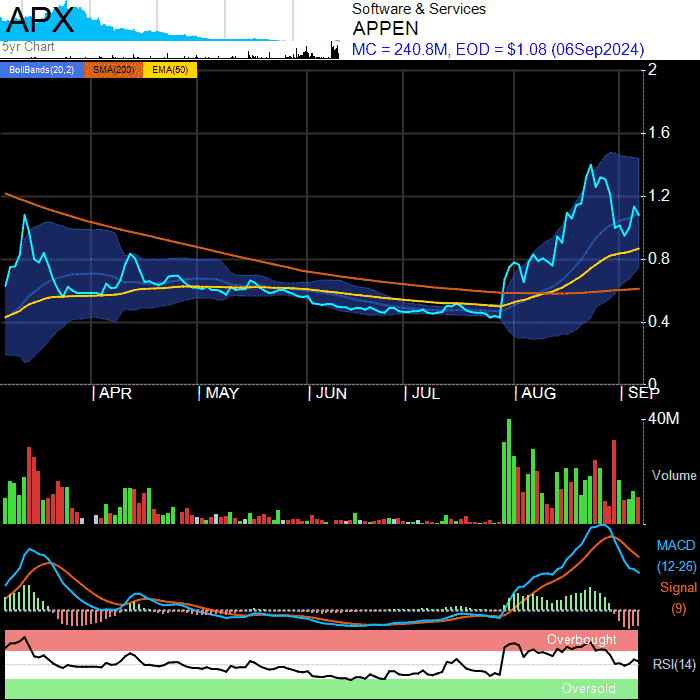 APX
5yr Chart
Software & Services
APPEN
MC = 240.8M, EOD = $1.08 (06Sep2024)
BollBands(20,2) SMA(200) EMA(50)
2
1.6
1.2
0.8
0.4
0
APR MAY JUN JUL AUG SEP
40M
Volume
MACD
(12-26)
Signal
(9)
Overbought
RSI(14)
Oversold